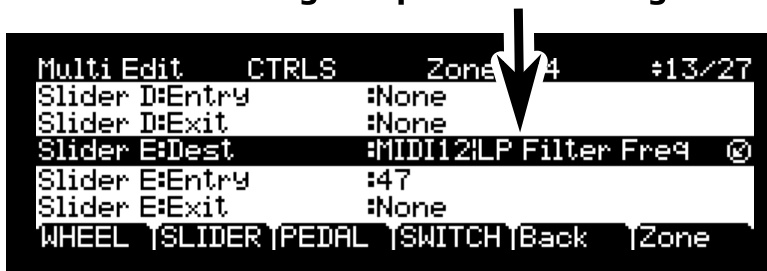 Multi Edit CTRLS Zone 4 ÷13/27
Slider D:Entry :None
Slider D:Exit :None
Slider E:Dest :MIDI12|LP Filter Freq
Slider E:Entry :47
Slider E:Exit :None
WHEEL SLIDER PEDAL SWITCH Back Zone